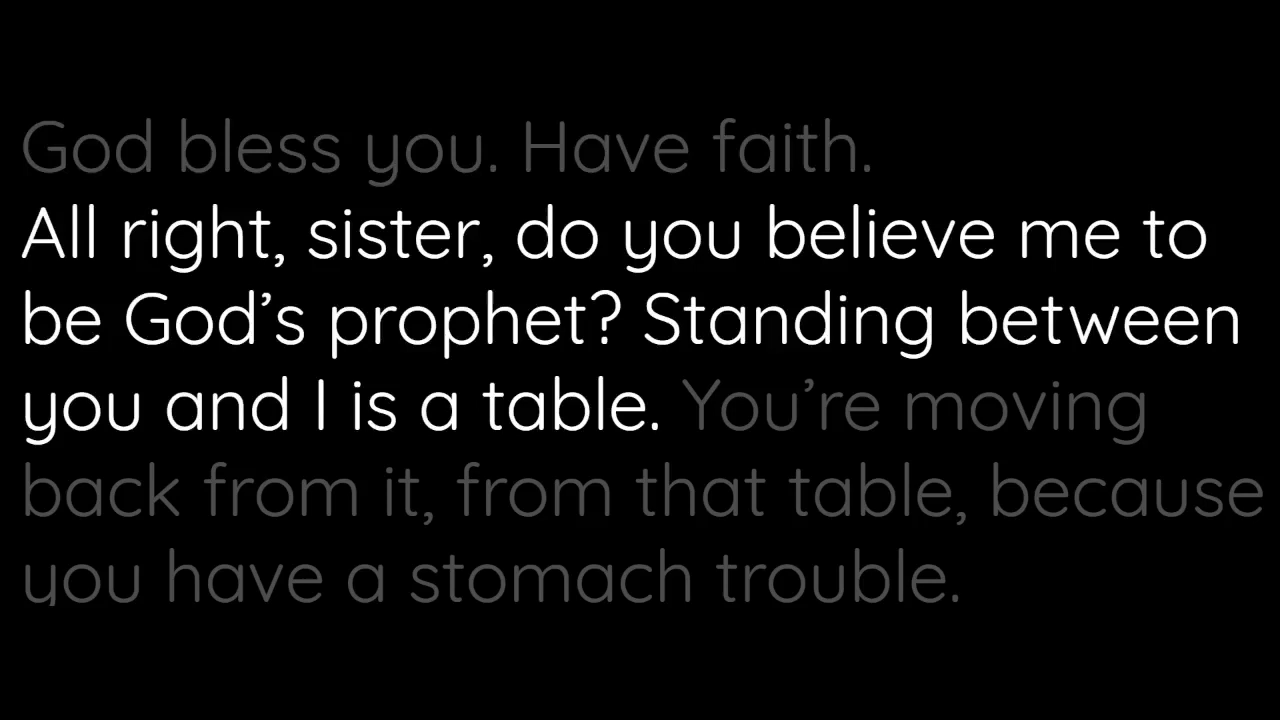 God bless you. Have faith.
All right, sister, do you believe me to
be God’s prophet? Standing between
you and I is a table. You’re moving
back from it, from that table, because
you have a stomach trouble.